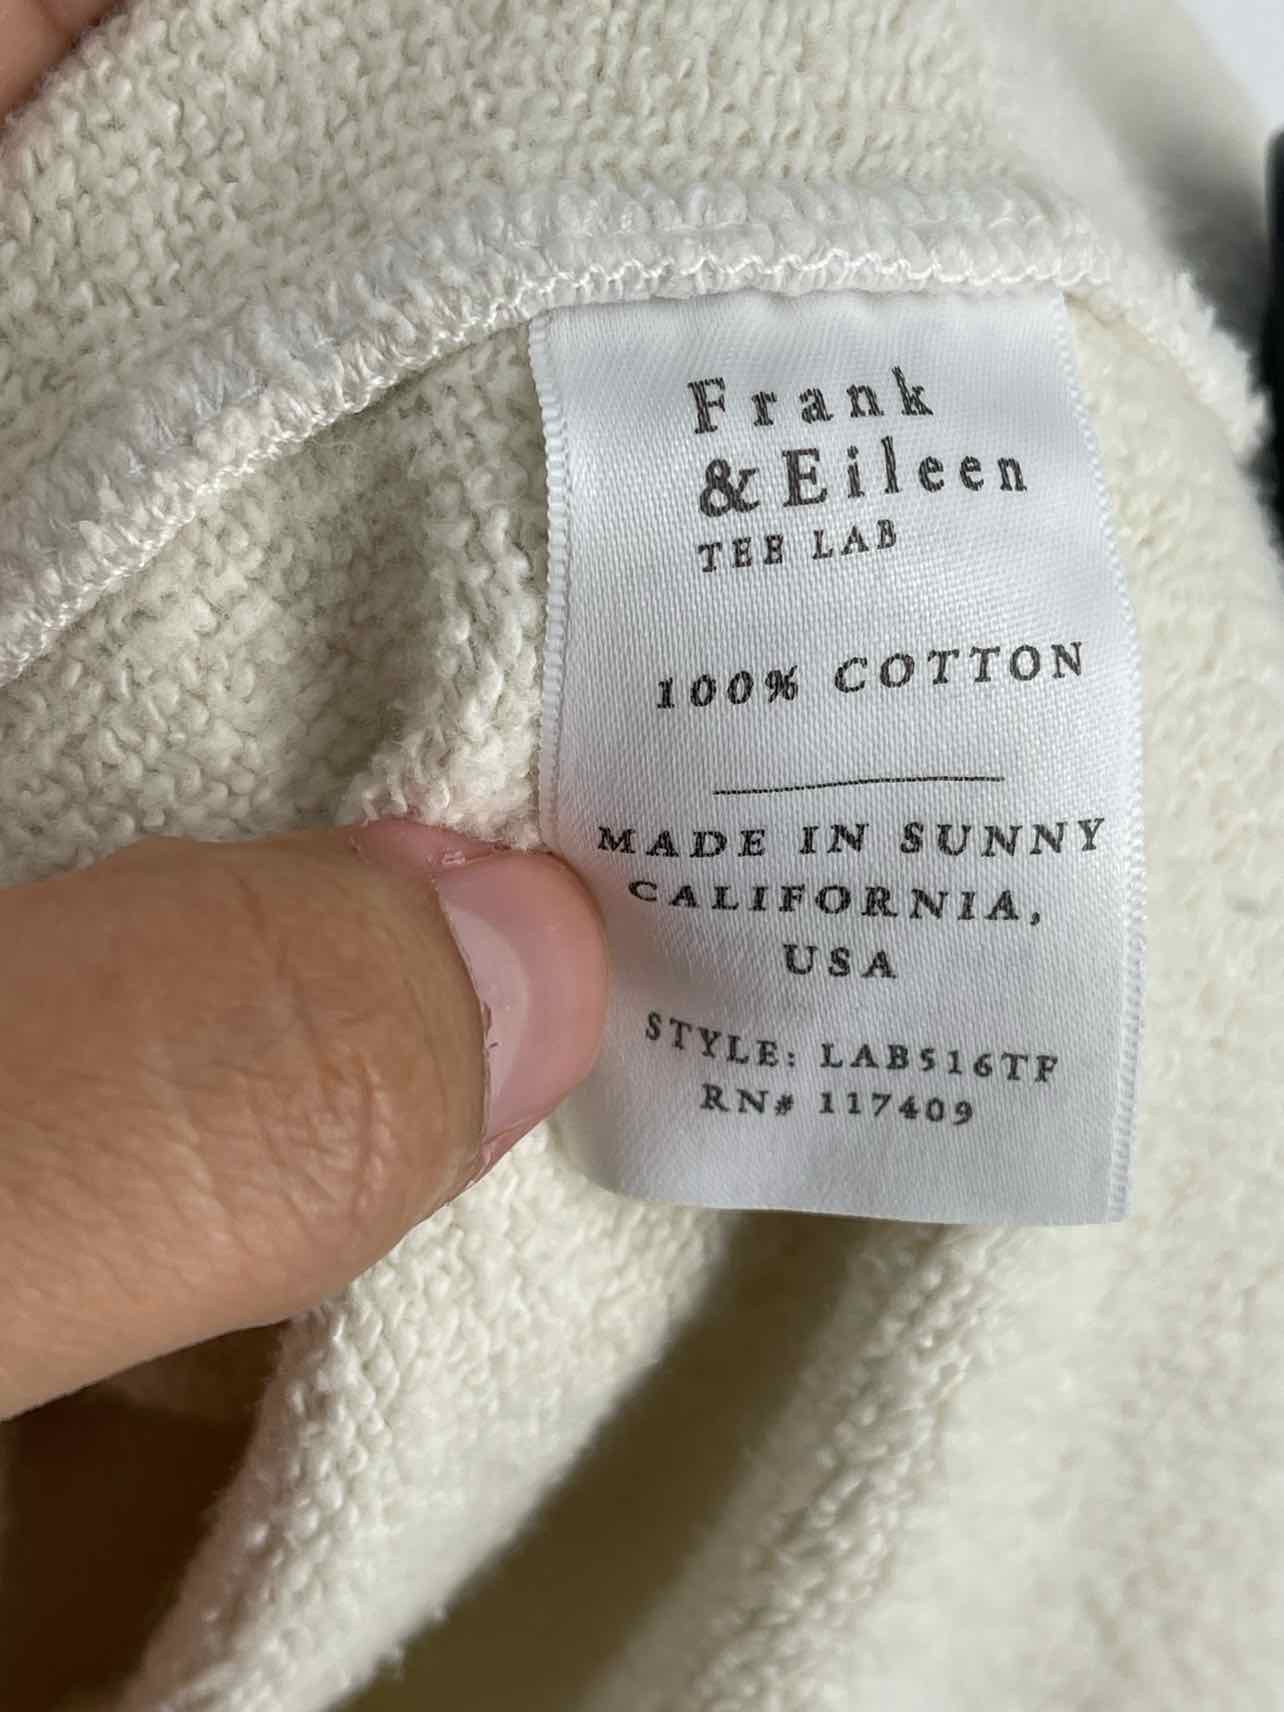 Frank
& Eileen
TEE LAB
100% COTTON
MADE IN SUNNY
CALIFORNIA,
USA
STYLE: LAB516TF
RN# 117409